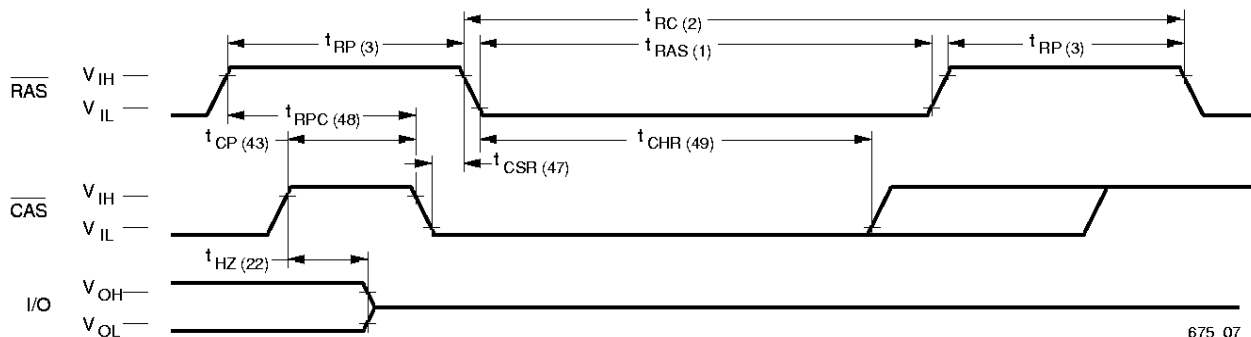 t RC (2)
t RP (3)
t RAS (1)
t RP (3)
RAS
V IH
V IL
t RPC (48)
t CP (43)
t CHR (49)
t CSR (47)
CAS
V IH
V IL
t HZ (22)
I/O
V OH
V OL
675 07